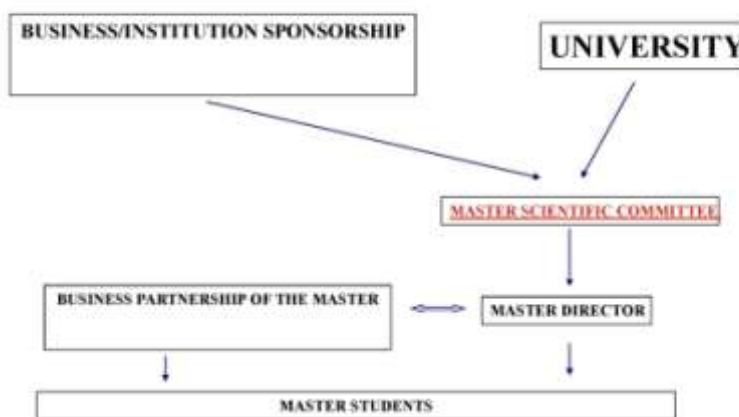 BUSINESS/INSTITUTION SPONSORSHIP
UNIVERSITY
MASTER SCIENTIFIC COMMITTEE
BUSINESS PARTNERSHIP OF THE MASTER
MASTER DIRECTOR
MASTER STUDENTS